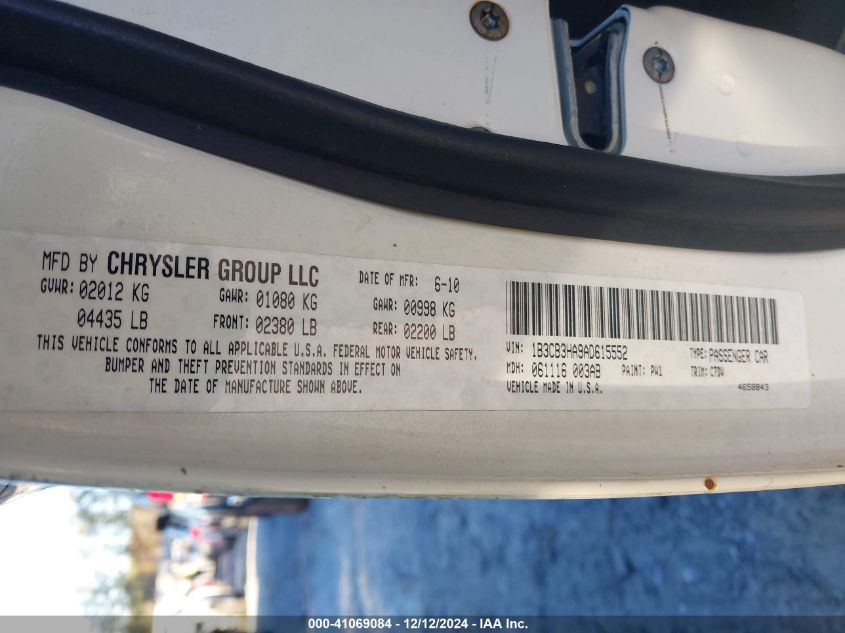 MFD BY CHRYSLER GROUP LLC
DATE OF MFR: 6-10
GVWR: 02012 KG
GAWR: 01080 KG
GAWR: 00998 KG
04435 LB
FRONT: 02380 LB
REAR: 02200 LB
THIS VEHICLE CONFORMS TO ALL APPLICABLE U.S.A. FEDERAL MOTOR VEHICLE SAFETY,
BUMPER AND THEFT PREVENTION STANDARDS IN EFFECT ON
THE DATE OF MANUFACTURE SHOWN ABOVE.
VIN: 1B3CB3HA9AD615552
TYPE: PASSENGER CAR
MDH: 061116 003AB
PAINT: PW1
TRIM: C7DV
VEHICLE MADE IN U.S.A.
4658843
000-41069084 - 12/12/2024 - IAA Inc.